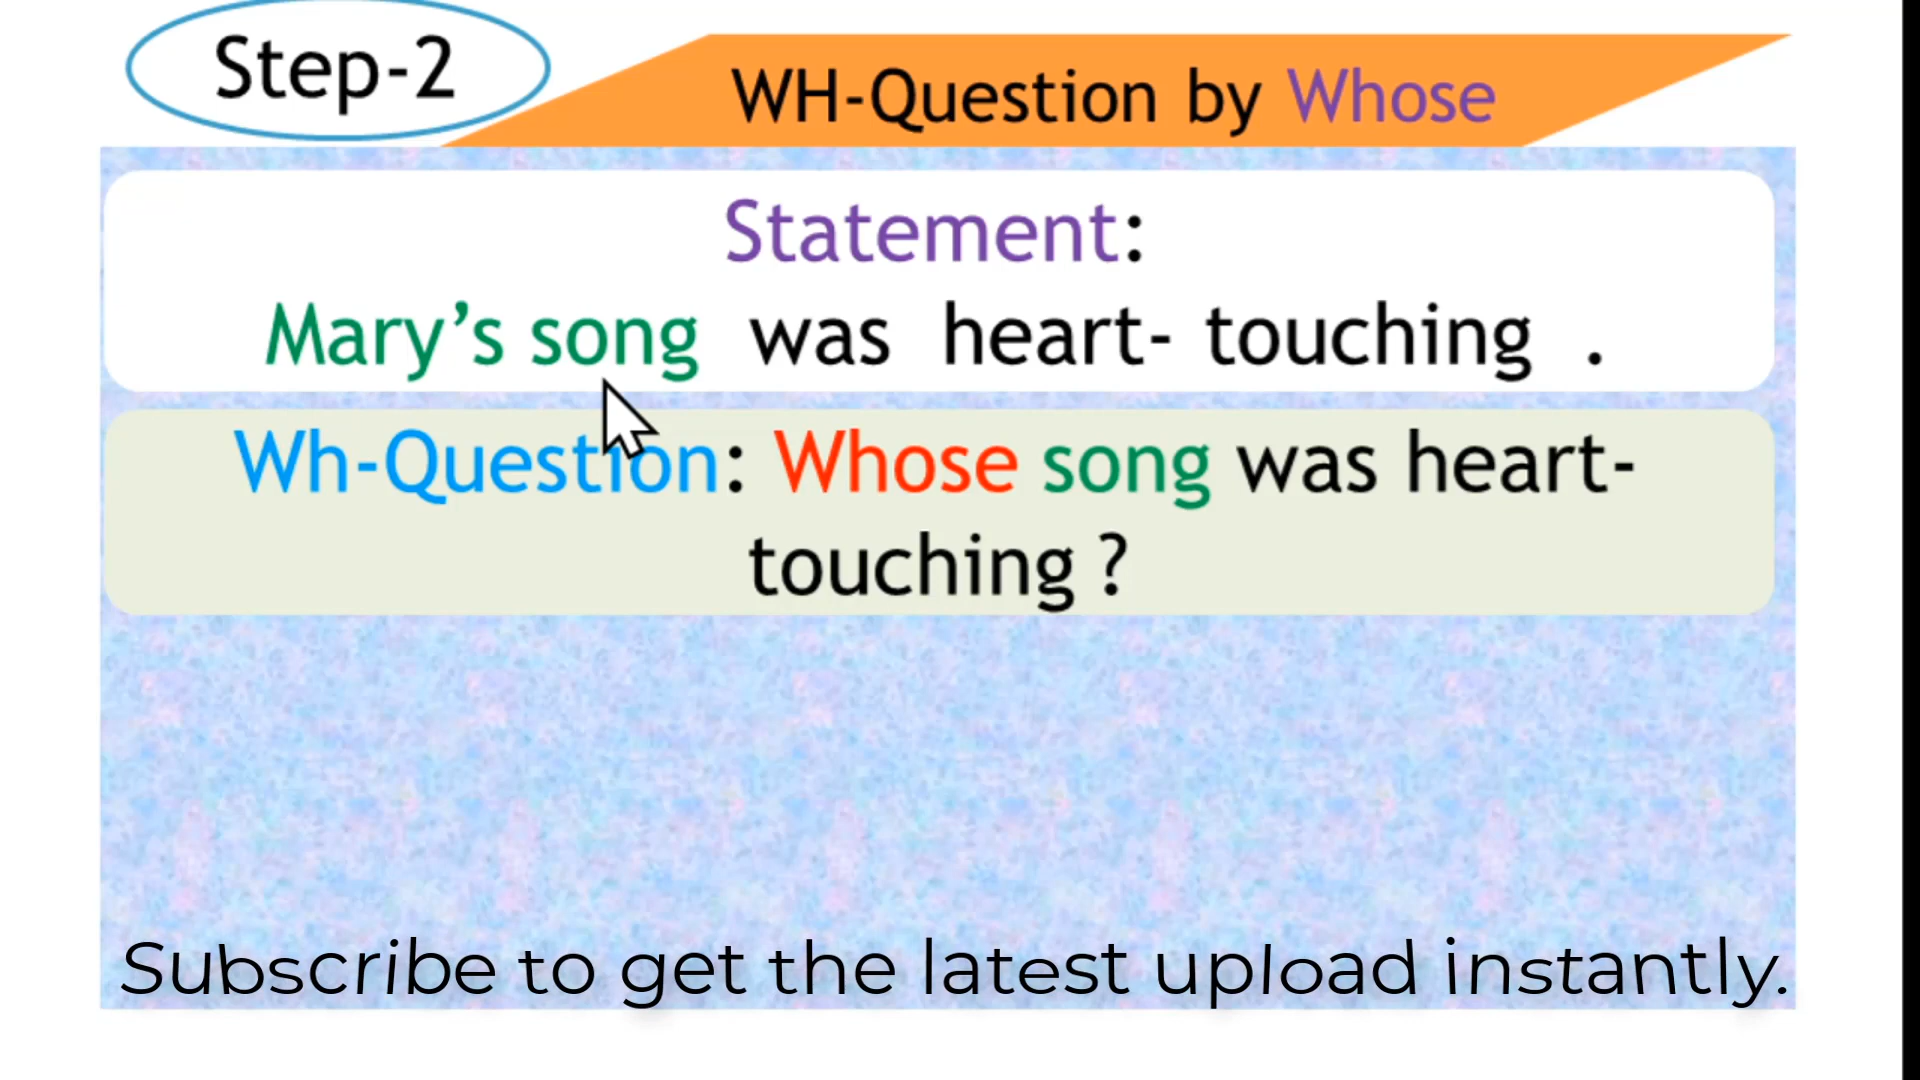 Step-2
WH-Question by Whose
Statement:
Mary’s song was heart- touching .
Wh-Question: Whose song was heart-
touching ?
Subscribe to get the latest upload instantly.